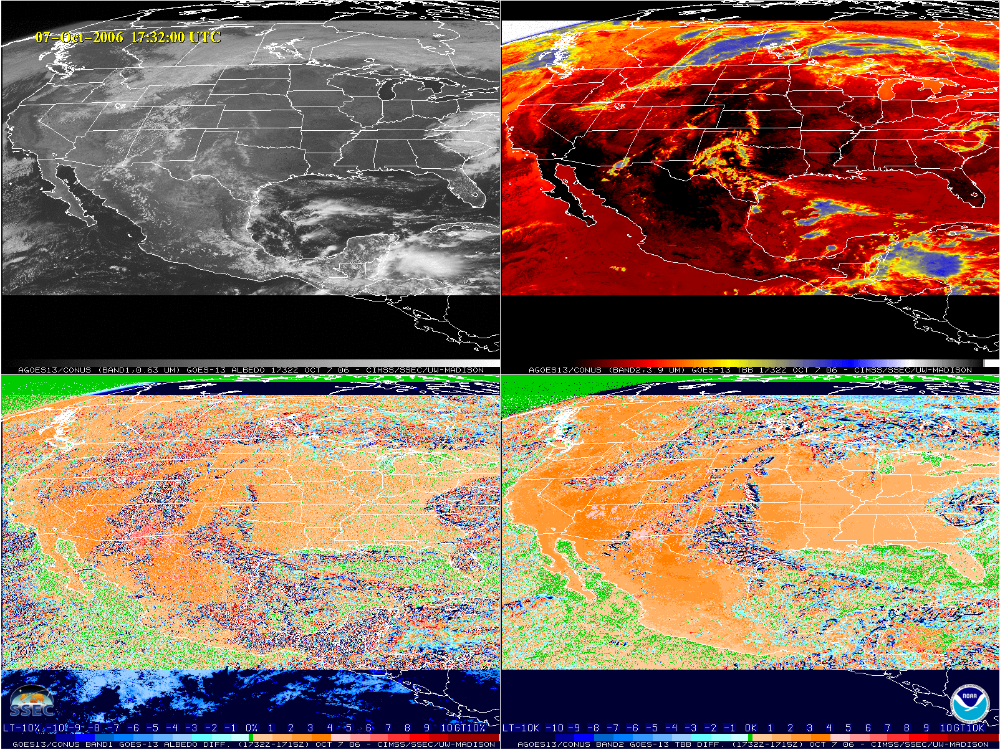 07-Oct-2006 17:32:00 UTC
AGOES13/CONUS (BAND1,0.63 UM) GOES-13 ALBEDO 1732Z OCT 7 06 - CIMSS/SSEC/UW-MADISON
AGOES13/CONUS (BAND2,3.9 UM) GOES-13 TBB 1732Z OCT 7 06 - CIMSS/SSEC/UW-MADISON
SSEC
NOAA
LT-10% -10 -9 -8 -7 -6 -5 -4 -3 -2 -1 0% 1 2 3 4 5 6 7 8 9 10GT10%
LT-10K -10 -9 -8 -7 -6 -5 -4 -3 -2 -1 0K 1 2 3 4 5 6 7 8 9 10GT10K
GOES13/CONUS BAND1 GOES-13 ALBEDO DIFF. (1732Z-1715Z) OCT 7 06 - CIMSS/SSEC/UW-MADISON
AGOES13/CONUS BAND2 GOES-13 TBB DIFF. (1732Z-1715Z) OCT 7 06 - CIMSS/SSEC/UW-MADISON